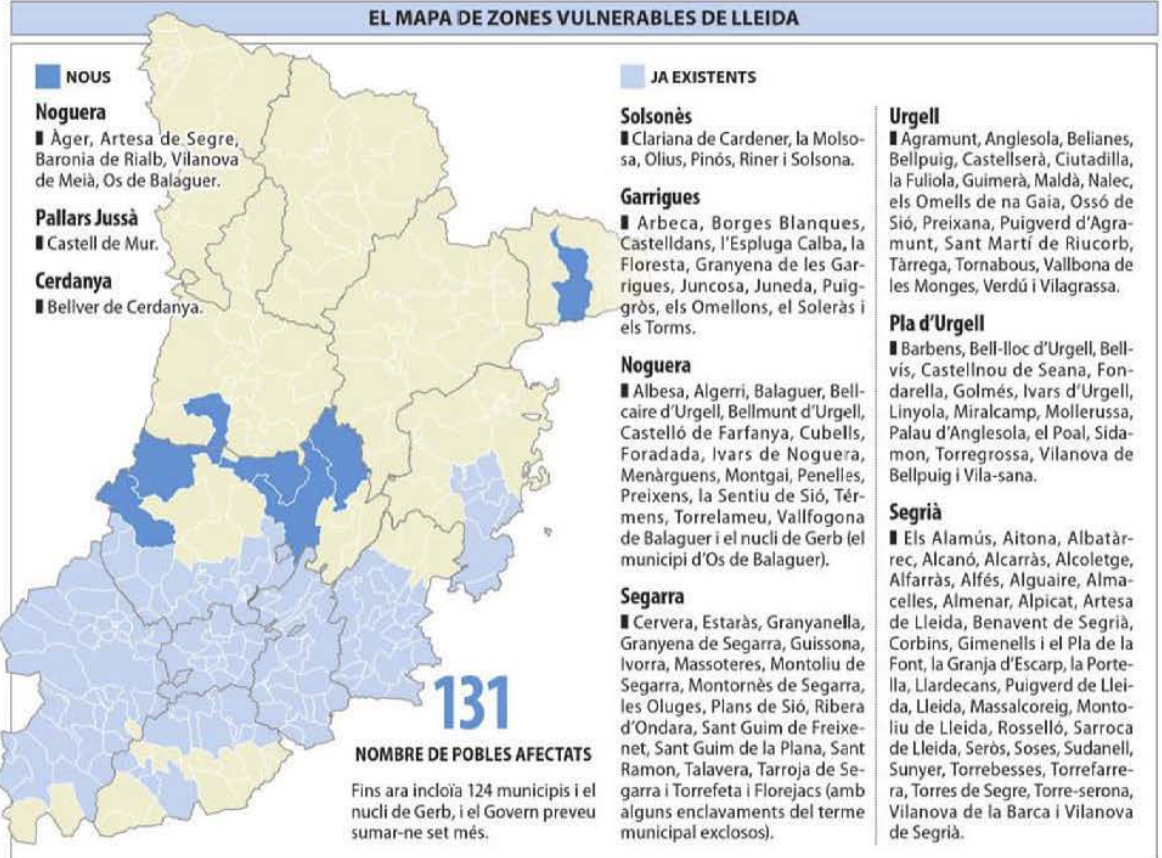 EL MAPA DE ZONES VULNERABLES DE LLEIDA
NOUS
Noguera
Àger, Artesa de Segre,
Baronia de Rialb, Vilanova
de Meià, Os de Balaguer.
Pallars Jussà
Castell de Mur.
Cerdanya
Bellver de Cerdanya.
131
NOMBRE DE POBLES AFECTATS
Fins ara incloïa 124 municipis i el
nucli de Gerb, i el Govern preveu
sumar-ne set més.
JA EXISTENTS
Solsonès
Clariana de Cardener, la Molso-
sa, Olius, Pinós, Riner i Solsona.
Garrigues
Arbeca, Borges Blanques,
Castelldans, l'Espluga Calba, la
Floresta, Granyena de les Gar-
rigues, Juncosa, Juneda, Puig-
gròs, els Omellons, el Soleràs i
els Torms.
Noguera
Albesa, Algerri, Balaguer, Bell-
caire d'Urgell, Bellmunt d'Urgell,
Castelló de Farfanya, Cubells,
Foradada, Ivars de Noguera,
Menàrguens, Montgai, Penelles,
Preixens, la Sentiu de Sió, Tér-
mens, Torrelameu, Vallfogona
de Balaguer i el nucli de Gerb (el
municipi d'Os de Balaguer).
Segarra
Cervera, Estaràs, Granyanella,
Granyena de Segarra, Guissona,
Ivorra, Massoteres, Montoliu de
Segarra, Montornès de Segarra,
les Oluges, Plans de Sió, Ribera
d'Ondara, Sant Guim de Freixe-
net, Sant Guim de la Plana, Sant
Ramon, Talavera, Tarroja de Se-
garra i Torrefeta i Florejacs (amb
alguns enclavaments del terme
municipal exclosos).
Urgell
Agramunt, Anglesola, Belianes,
Bellpuig, Castellserà, Ciutadilla,
la Fuliola, Guimerà, Maldà, Nalec,
els Omells de na Gaia, Ossó de
Sió, Preixana, Puigverd d'Agra-
munt, Sant Martí de Riucorb,
Tàrrega, Tornabous, Vallbona de
les Monges, Verdú i Vilagrassa.
Pla d'Urgell
Barbens, Bell-lloc d'Urgell, Bell-
vís, Castellnou de Seana, Fon-
darella, Golmés, Ivars d'Urgell,
Linyola, Miralcamp, Mollerussa,
Palau d'Anglesola, el Poal, Sida-
mon, Torregrossa, Vilanova de
Bellpuig i Vila-sana.
Segrià
Els Alamús, Aitona, Albatàr-
rec, Alcanó, Alcarràs, Alcoletge,
Alfarràs, Alfés, Alguaire, Alma-
celles, Almenar, Alpicat, Artesa
de Lleida, Benavent de Segrià,
Corbins, Gimenells i el Pla de la
Font, la Granja d'Escarp, la Porte-
lla, Llardecans, Puigverd de Llei-
da, Lleida, Massalcoreig, Monto-
liu de Lleida, Rosselló, Sarroca
de Lleida, Seròs, Soses, Sudanell,
Sunyer, Torrebesses, Torrefarre-
ra, Torres de Segre, Torre-serona,
Vilanova de la Barca i Vilanova
de Segrià.